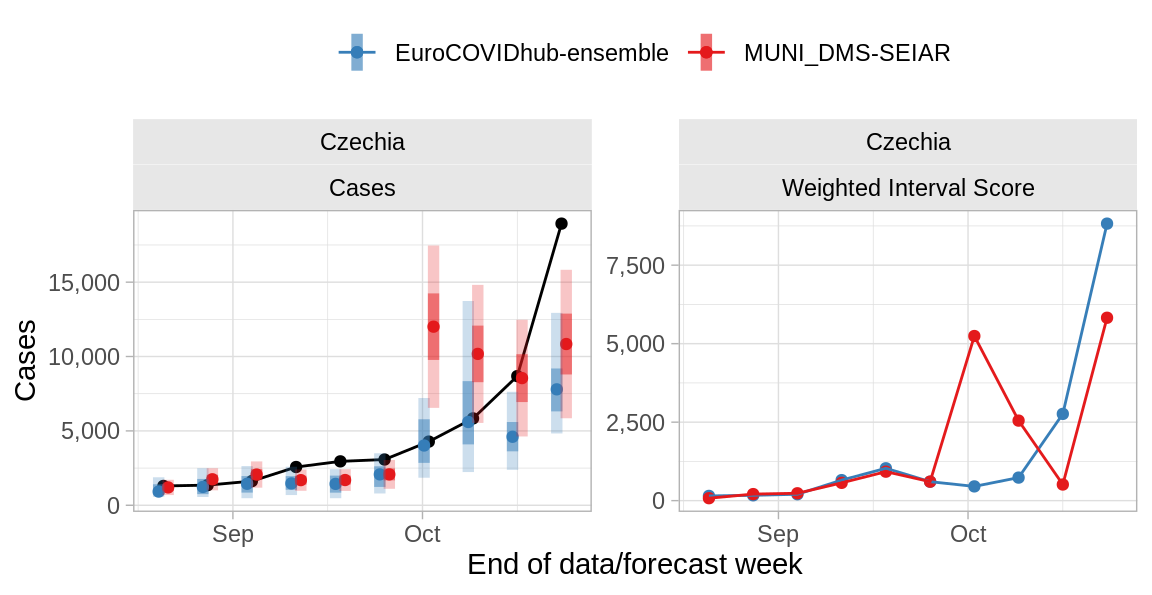 EuroCOVIDhub-ensemble MUNI_DMS-SEIAR
Czechia
Cases
Czechia
Weighted Interval Score
Cases
15,000
10,000
5,000
0
7,500
5,000
2,500
0
Sep Oct
Sep Oct
End of data/forecast week